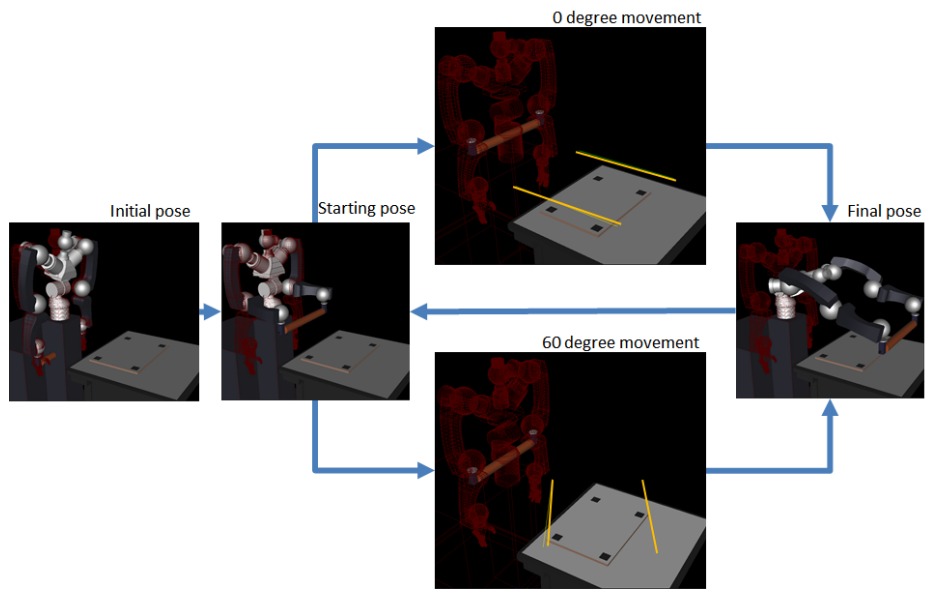 0 degree movement
Initial pose
Starting pose
Final pose
60 degree movement